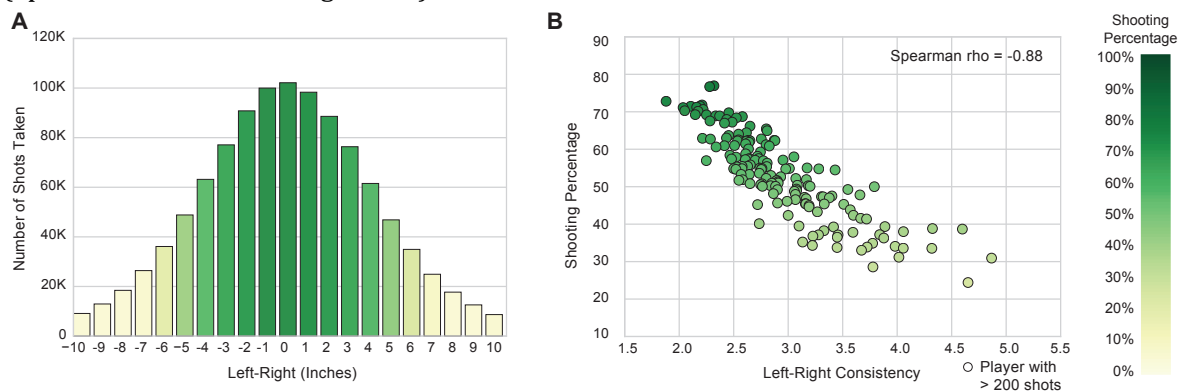 A
120K
100K
80K
60K
40K
20K
0
Number of Shots Taken
−10 -9 -8 -7 -6 −5 -4 -3 -2 -1 0 1 2 3 4 5 6 7 8 9 10
Left-Right (Inches)
B
90
80
70
60
50
40
30
20
10
Shooting Percentage
Spearman rho = -0.88
1.5 2.0 2.5 3.0 3.5 4.0 4.5 5.0 5.5
Left-Right Consistency
Player with
> 200 shots
Shooting
Percentage
100%
90%
80%
70%
60%
50%
40%
30%
20%
10%
0%